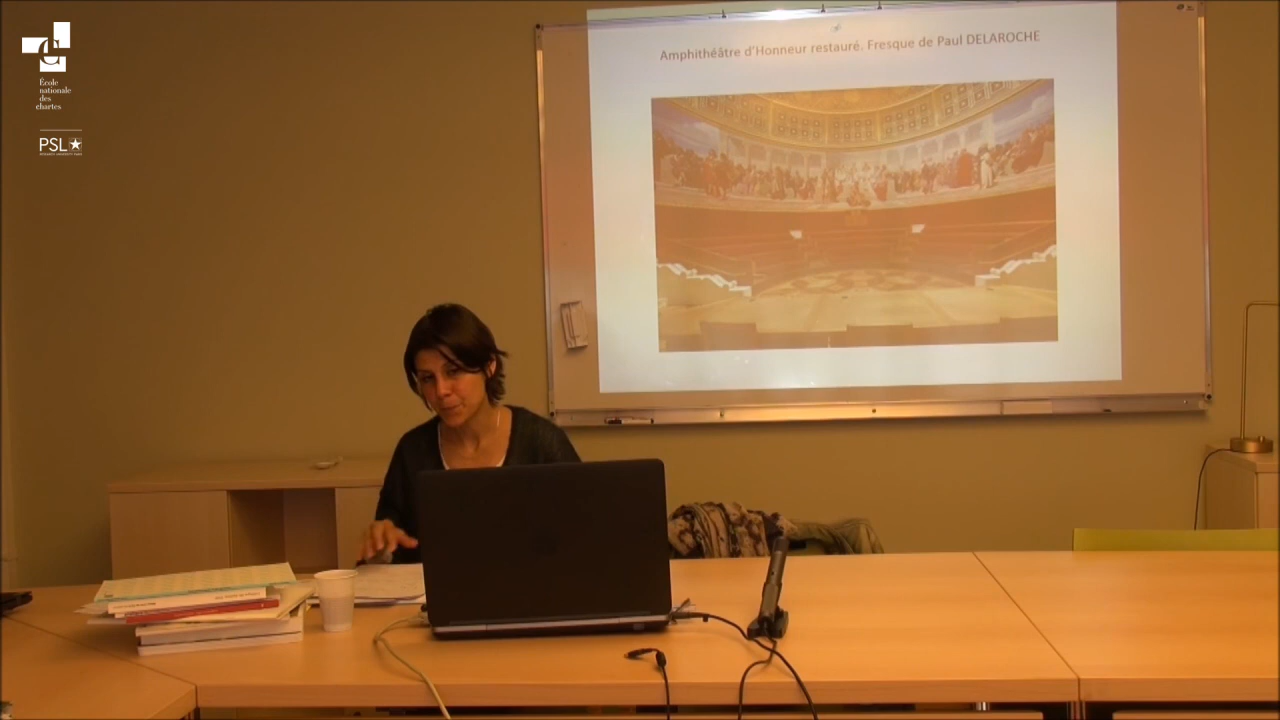 École
nationale
des
chartes
PSL
Amphithéâtre d'Honneur restauré. Fresque de Paul DELAROCHE